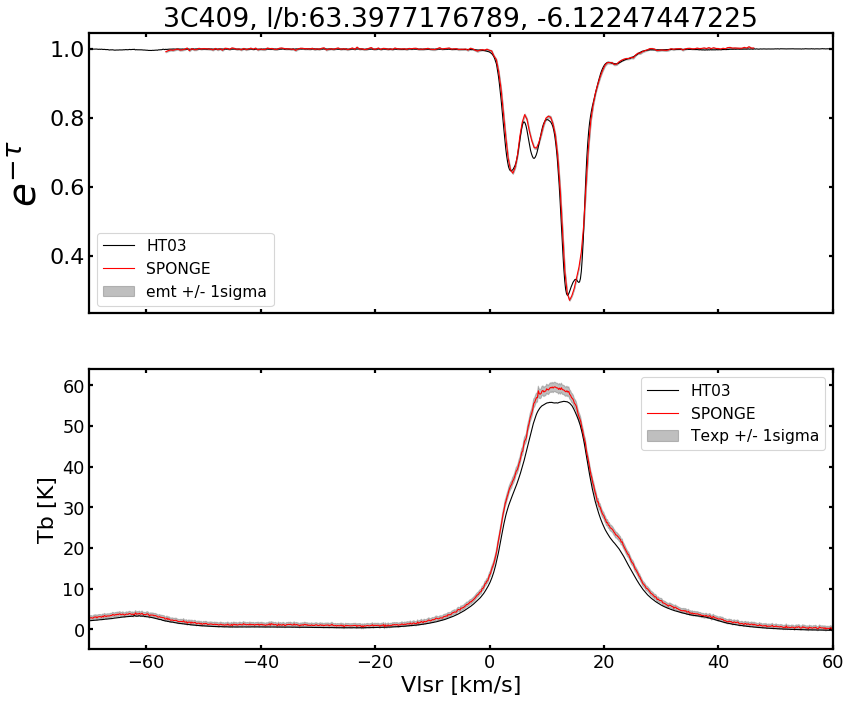 3C409, l/b:63.3977176789, -6.12247447225
1.0
0.8
0.6
0.4
e^{-τ}
HT03
SPONGE
emt +/- 1sigma
60
50
40
30
20
10
0
Tb [K]
HT03
SPONGE
Texp +/- 1sigma
−60 −40 −20 0 20 40 60
Vlsr [km/s]